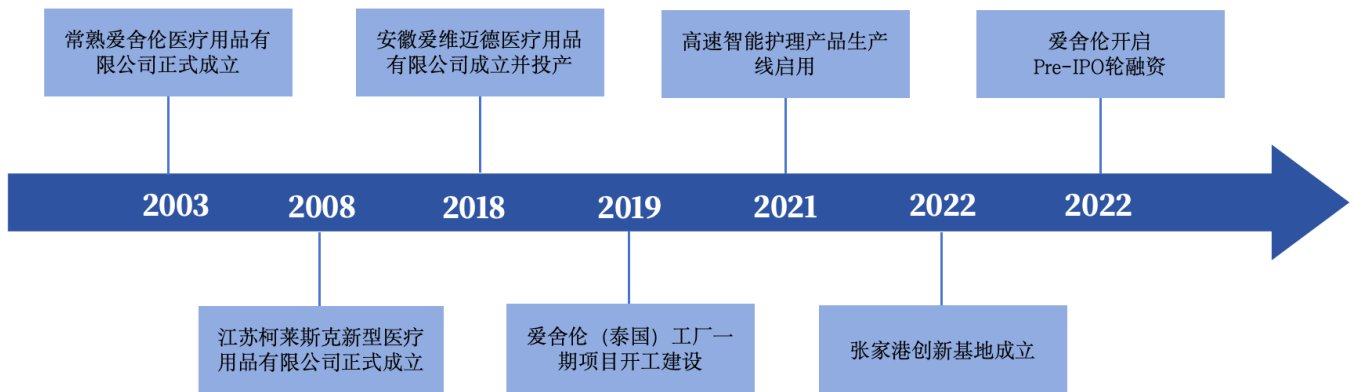 常熟爱舍伦医疗用品有
限公司正式成立
安徽爱维迈德医疗用品
有限公司成立并投产
高速智能护理产品生产
线启用
爱舍伦开启
Pre-IPO轮融资
2003
2008
2018
2019
2021
2022
2022
江苏柯莱斯克新型医疗
用品有限公司正式成立
爱舍伦（泰国）工厂一
期项目开工建设
张家港创新基地成立